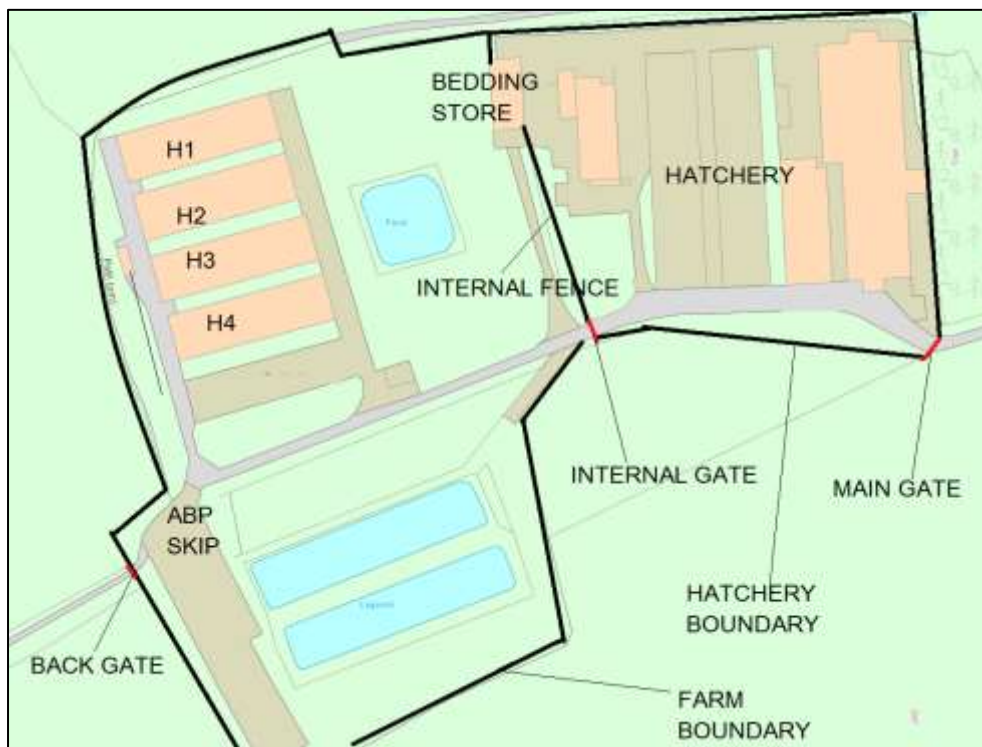 BEDDING
STORE
H1
HATCHERY
H2
H3
INTERNAL FENCE
H4
INTERNAL GATE
MAIN GATE
ABP
SKIP
HATCHERY
BOUNDARY
BACK GATE
FARM
BOUNDARY